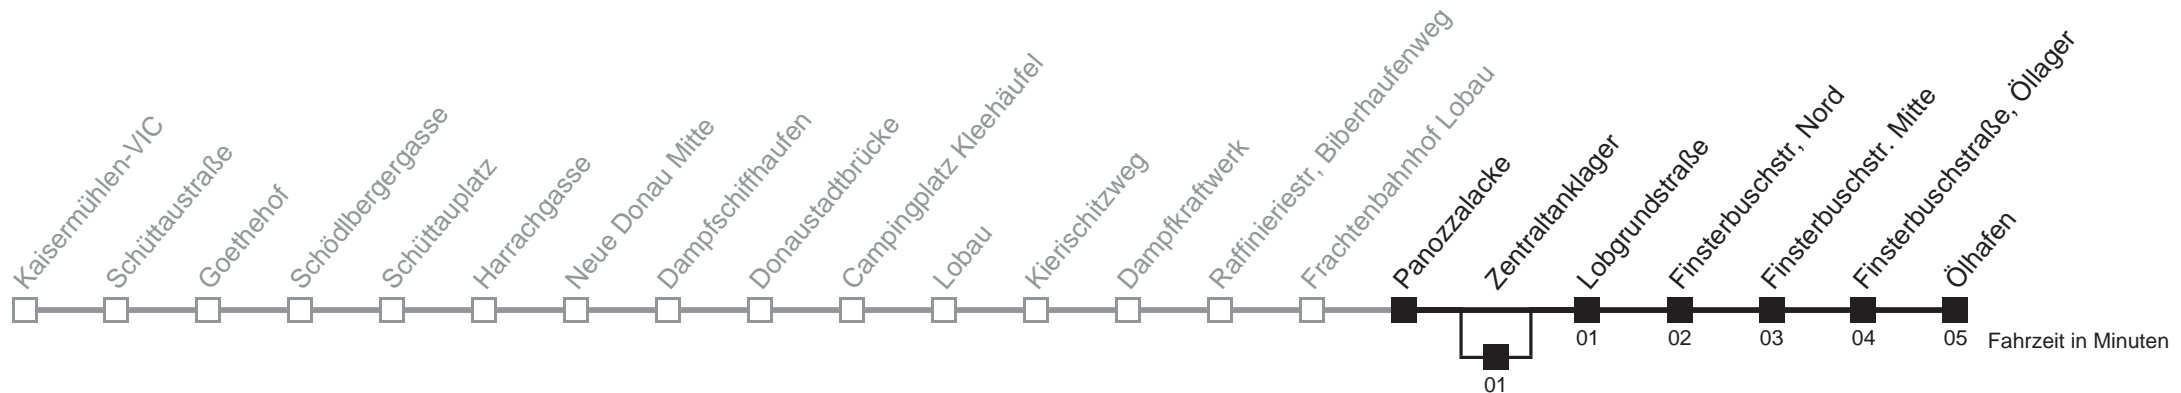 Kaisermühlen-VIC
Schüttaustraße
Goethehof
Schödlbergergasse
Schüttauplatz
Harrachgasse
Neue Donau Mitte
Dampfschiffhaufen
Donaustadtbrücke
Campingplatz Kleehäufel
Lobau
Kierischitzweg
Dampfkraftwerk
Raffinieriestr, Biberhaufenweg
Frachtenbahnhof Lobau
Panozzalacke
Zentraltanklager
Lobgrundstraße
Finsterbuschstr, Nord
Finsterbuschstr. Mitte
Finsterbuschstraße, Öllager
Ölhafen
01 02 03 04 05 Fahrzeit in Minuten
01